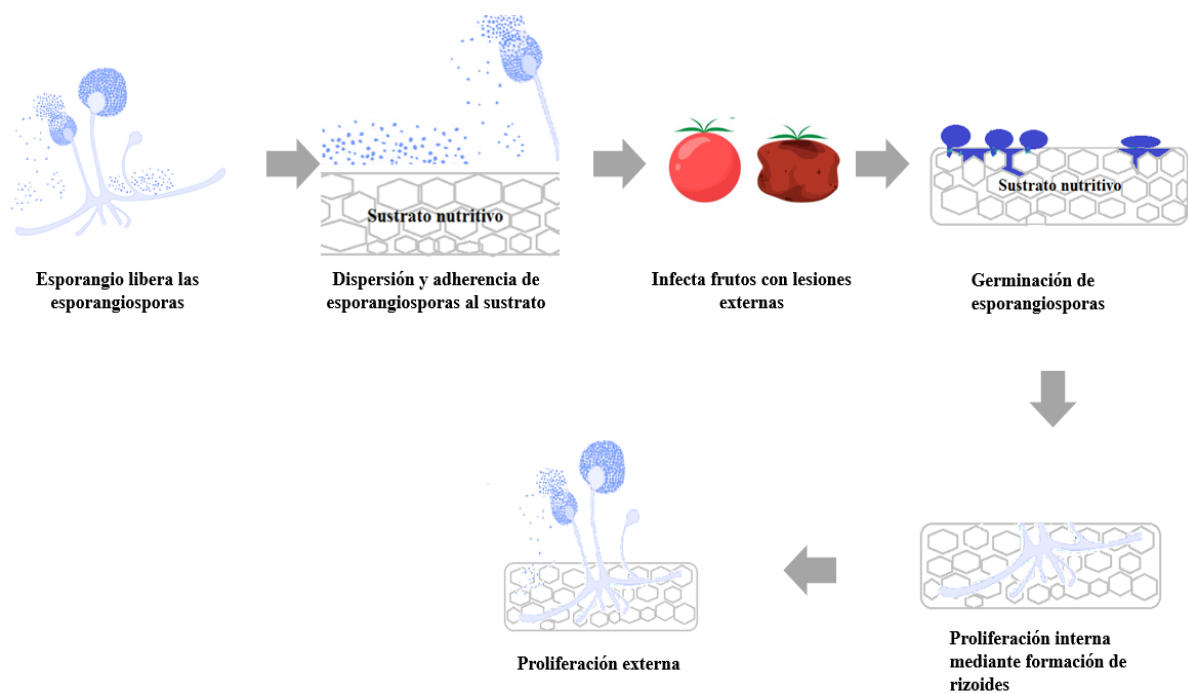 Sustrato nutritivo
Sustrato nutritivo
Esporangio libera las
esporangiosporas
Dispersión y adherencia de
esporangiosporas al sustrato
Infecta frutos con lesiones
externas
Germinación de
esporangiosporas
Proliferación externa
Proliferación interna
mediante formación de
rizoides